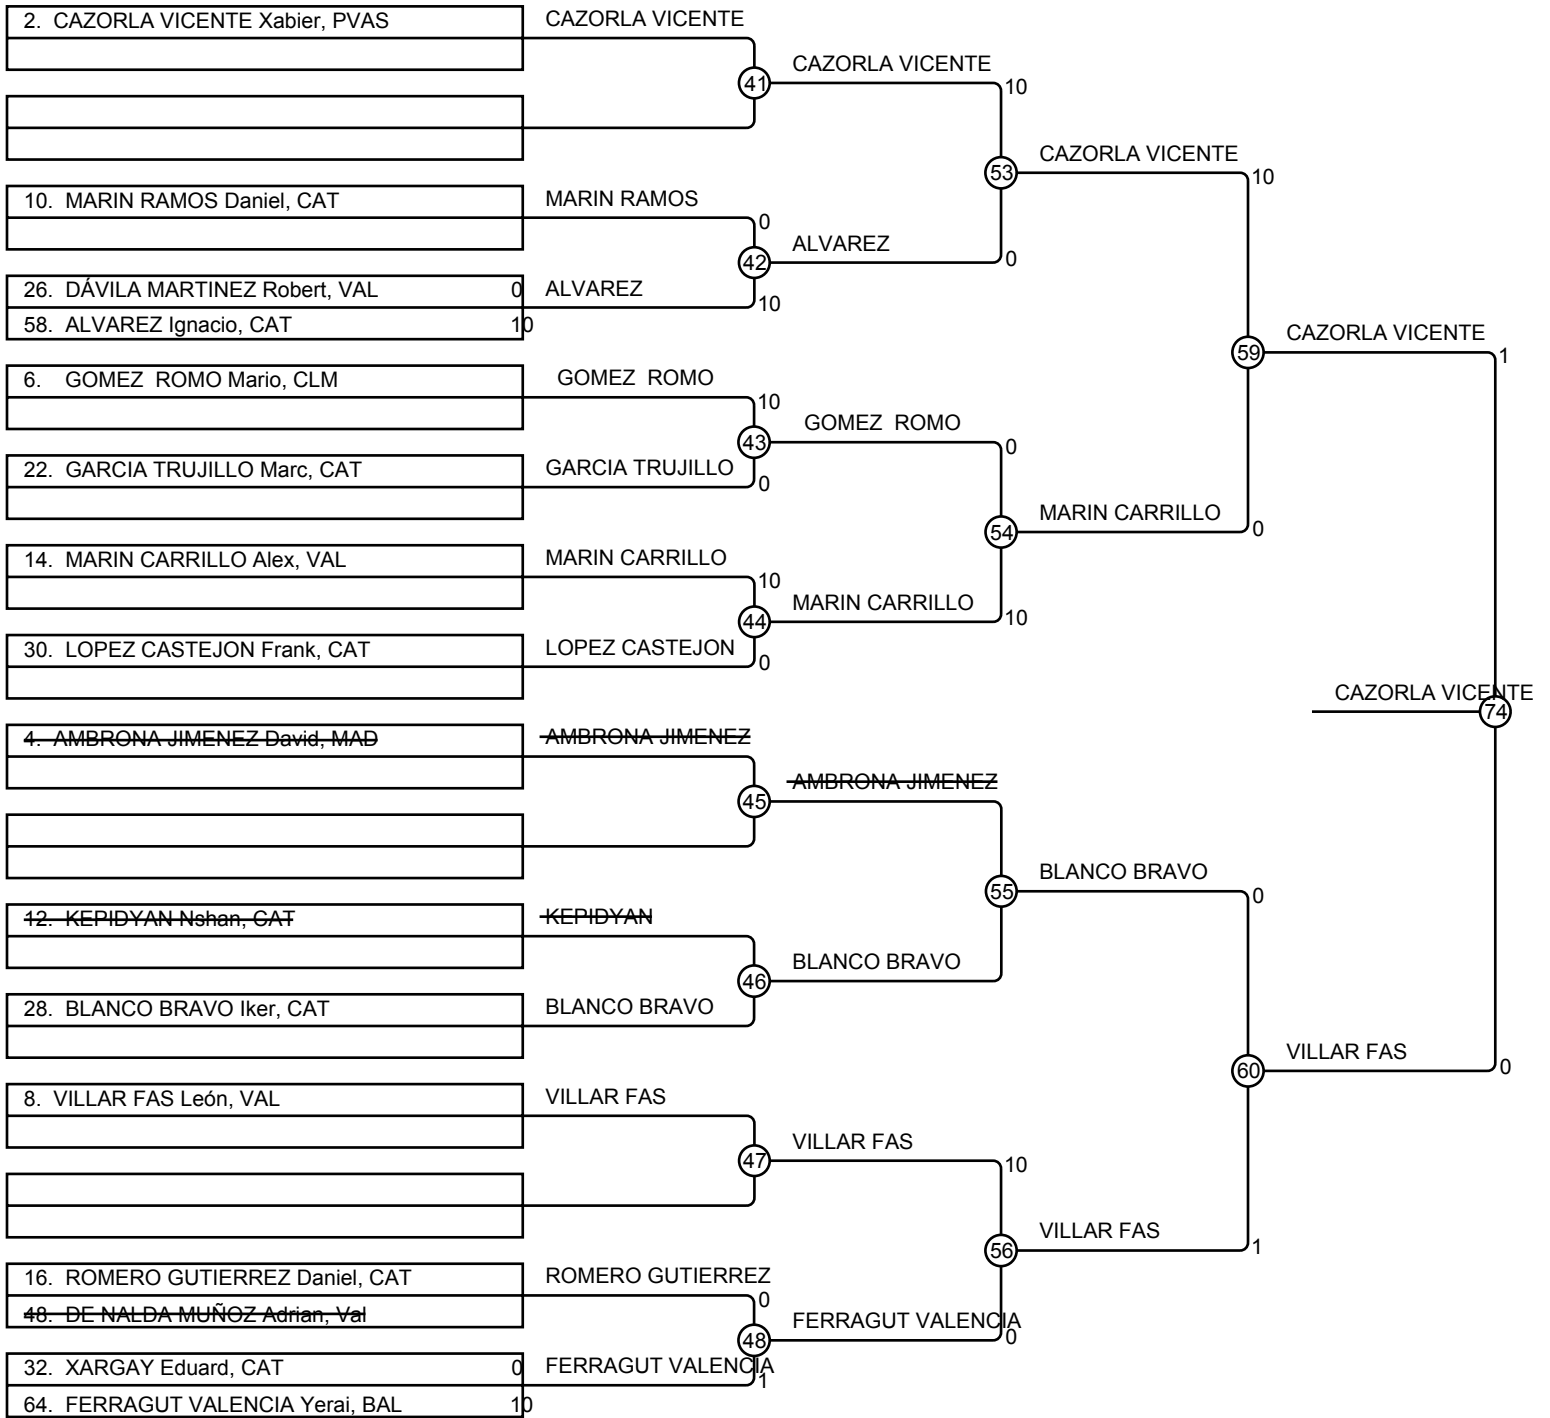 2. CAZORLA VICENTE Xabier, PVAS
CAZORLA VICENTE
41
CAZORLA VICENTE
10
53
CAZORLA VICENTE
10
10. MARIN RAMOS Daniel, CAT
MARIN RAMOS
0
42
ALVAREZ
0
26. DÁVILA MARTINEZ Robert, VAL 0
ALVAREZ
10
58. ALVAREZ Ignacio, CAT 10
59
CAZORLA VICENTE
1
6. GOMEZ ROMO Mario, CLM
GOMEZ ROMO
10
43
GOMEZ ROMO
0
22. GARCIA TRUJILLO Marc, CAT
GARCIA TRUJILLO
0
54
MARIN CARRILLO
0
14. MARIN CARRILLO Alex, VAL
MARIN CARRILLO
10
44
MARIN CARRILLO
10
30. LOPEZ CASTEJON Frank, CAT
LOPEZ CASTEJON
0
CAZORLA VICENTE
74
4. AMBRONA JIMENEZ David, MAD
AMBRONA JIMENEZ
45
AMBRONA JIMENEZ
55
BLANCO BRAVO
0
12. KEPIDYAN Nshan, CAT
KEPIDYAN
46
BLANCO BRAVO
28. BLANCO BRAVO Iker, CAT
BLANCO BRAVO
60
VILLAR FAS
0
8. VILLAR FAS León, VAL
VILLAR FAS
47
VILLAR FAS
10
56
VILLAR FAS
1
16. ROMERO GUTIERREZ Daniel, CAT
ROMERO GUTIERREZ
0
48. DE NALDA MUÑOZ Adrian, Val
48
FERRAGUT VALENCIA
0
32. XARGAY Eduard, CAT 0
FERRAGUT VALENCIA
1
64. FERRAGUT VALENCIA Yerai, BAL 10